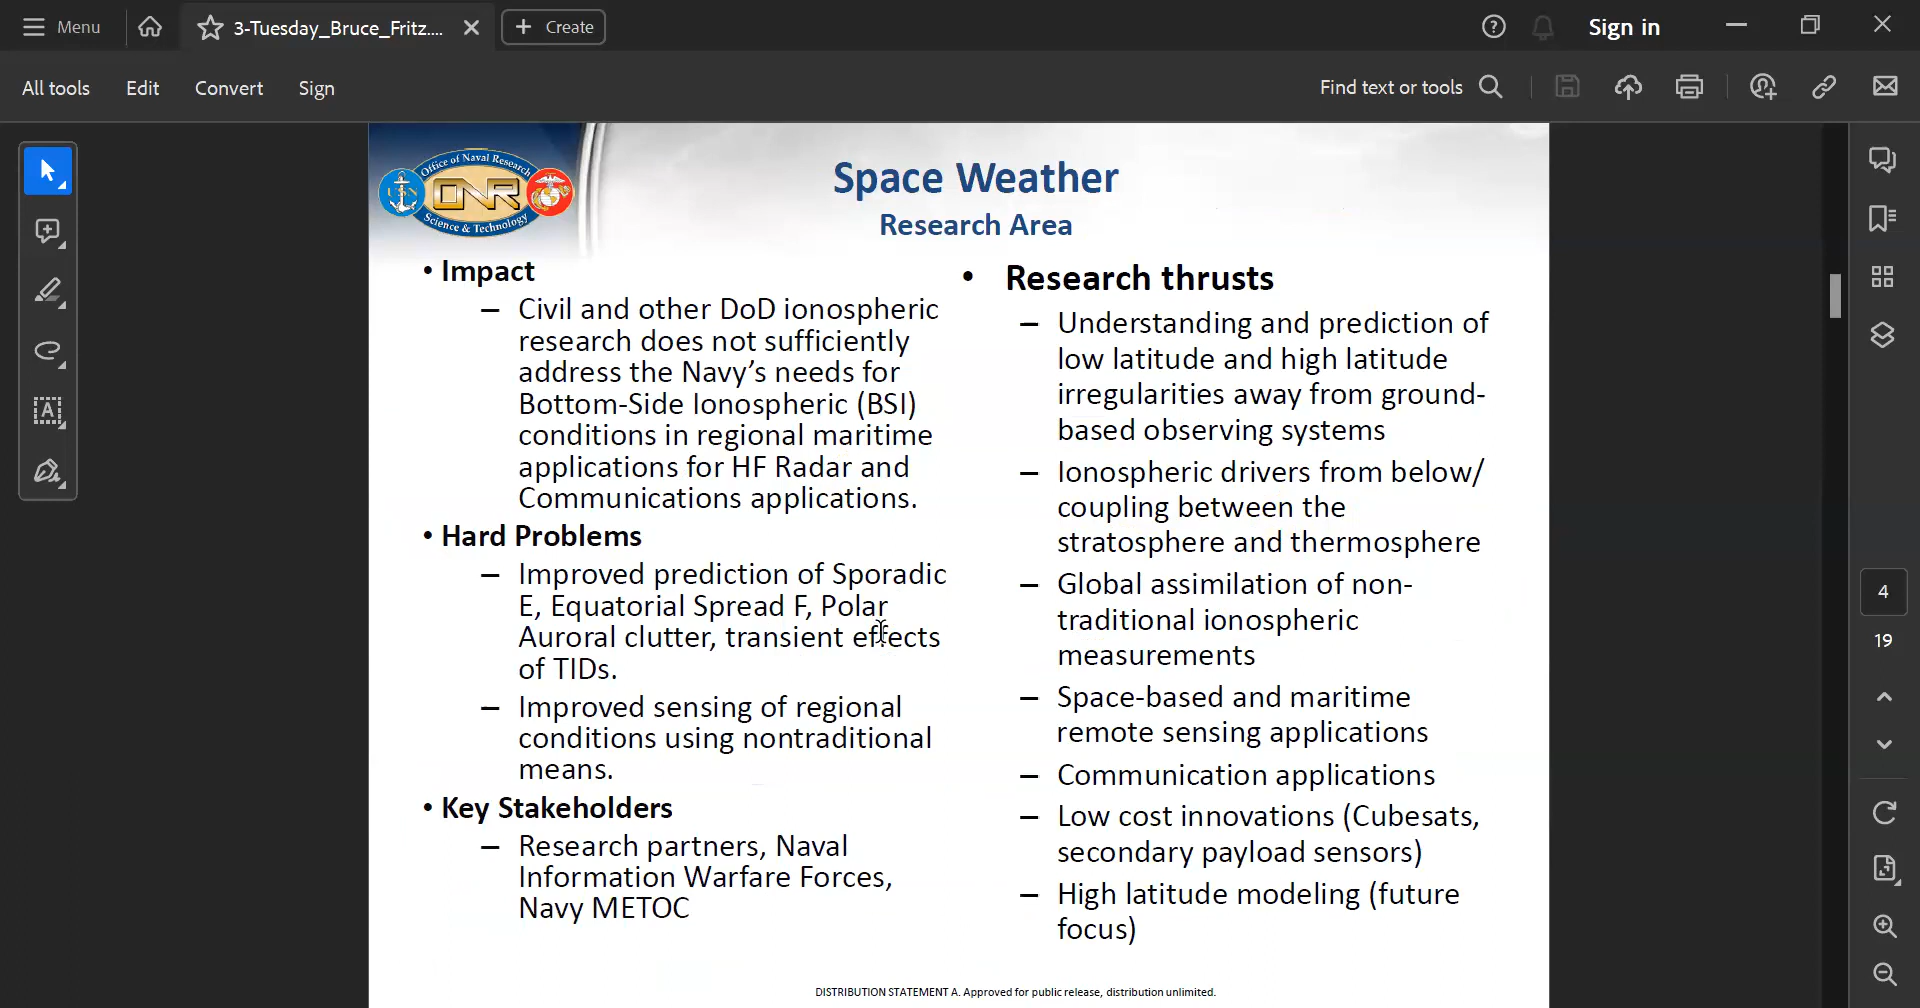 Menu
3-Tuesday_Bruce_Fritz....
Create
Sign in
All tools
Edit
Convert
Sign
Find text or tools
Office of Naval Research
USN
ONR
Science & Technology
Space Weather
Research Area
• Impact
– Civil and other DoD ionospheric
research does not sufficiently
address the Navy’s needs for
Bottom-Side Ionospheric (BSI)
conditions in regional maritime
applications for HF Radar and
Communications applications.
• Hard Problems
– Improved prediction of Sporadic
E, Equatorial Spread F, Polar
Auroral clutter, transient effects
of TIDs.
– Improved sensing of regional
conditions using nontraditional
means.
• Key Stakeholders
– Research partners, Naval
Information Warfare Forces,
Navy METOC
• Research thrusts
– Understanding and prediction of
low latitude and high latitude
irregularities away from ground-
based observing systems
– Ionospheric drivers from below/
coupling between the
stratosphere and thermosphere
– Global assimilation of non-
traditional ionospheric
measurements
– Space-based and maritime
remote sensing applications
– Communication applications
– Low cost innovations (Cubesats,
secondary payload sensors)
– High latitude modeling (future
focus)
DISTRIBUTION STATEMENT A. Approved for public release, distribution unlimited.
4
19